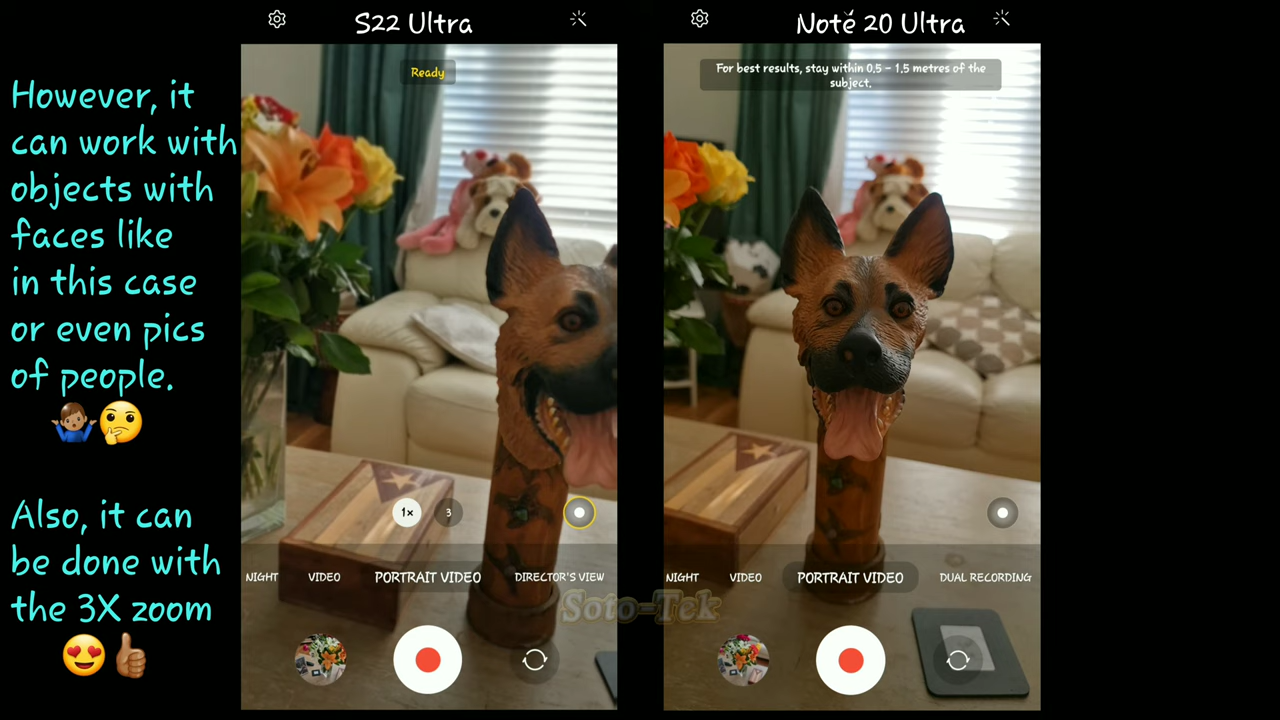 S22 Ultra
Note 20 Ultra
However, it
can work with
objects with
faces like
in this case
or even pics
of people.
Also, it can
be done with
the 3X zoom
Ready
1x
3
NIGHT
VIDEO
PORTRAIT VIDEO
DIRECTOR'S VIEW
For best results, stay within 0.5 - 1.5 metres of the
subject.
NIGHT
VIDEO
PORTRAIT VIDEO
DUAL RECORDING
Soto-Tek